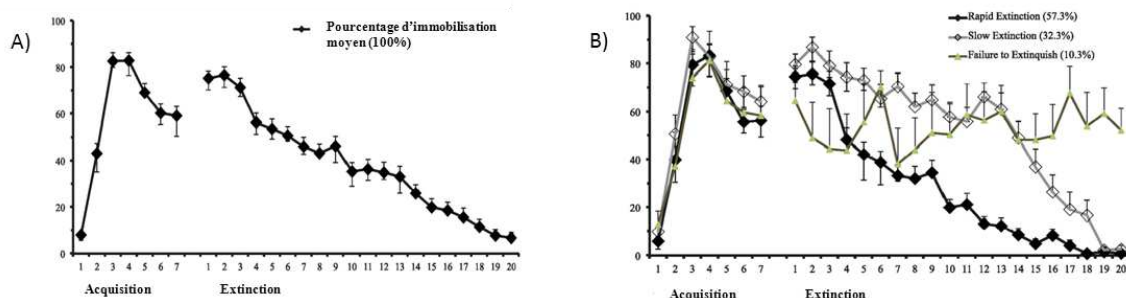 A)
Pourcentage d'immobilisation
moyen (100%)
100
80
60
40
20
0
1 2 3 4 5 6 7 1 2 3 4 5 6 7 8 9 10 11 12 13 14 15 16 17 18 19 20
Acquisition Extinction
B)
Rapid Extinction (57.3%)
Slow Extinction (32.3%)
Failure to Extinquish (10.3%)
100
80
60
40
20
0
1 2 3 4 5 6 7 1 2 3 4 5 6 7 8 9 10 11 12 13 14 15 16 17 18 19 20
Acquisition Extinction